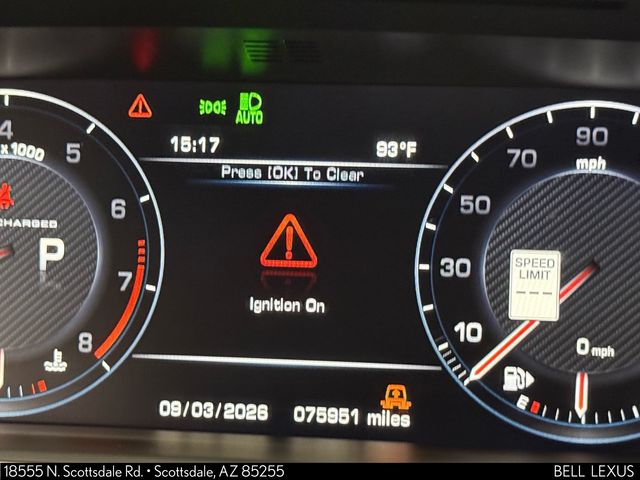 AUTO
15:17
93°F
Press [OK] To Clear
4
x 1000
5
6
7
8
CHARGED
P
Ignition On
09/03/2026
075951 miles
10
30
50
70
90
mph
SPEED
LIMIT
---
0 mph
E
18555 N. Scottsdale Rd. • Scottsdale, AZ 85255
BELL LEXUS